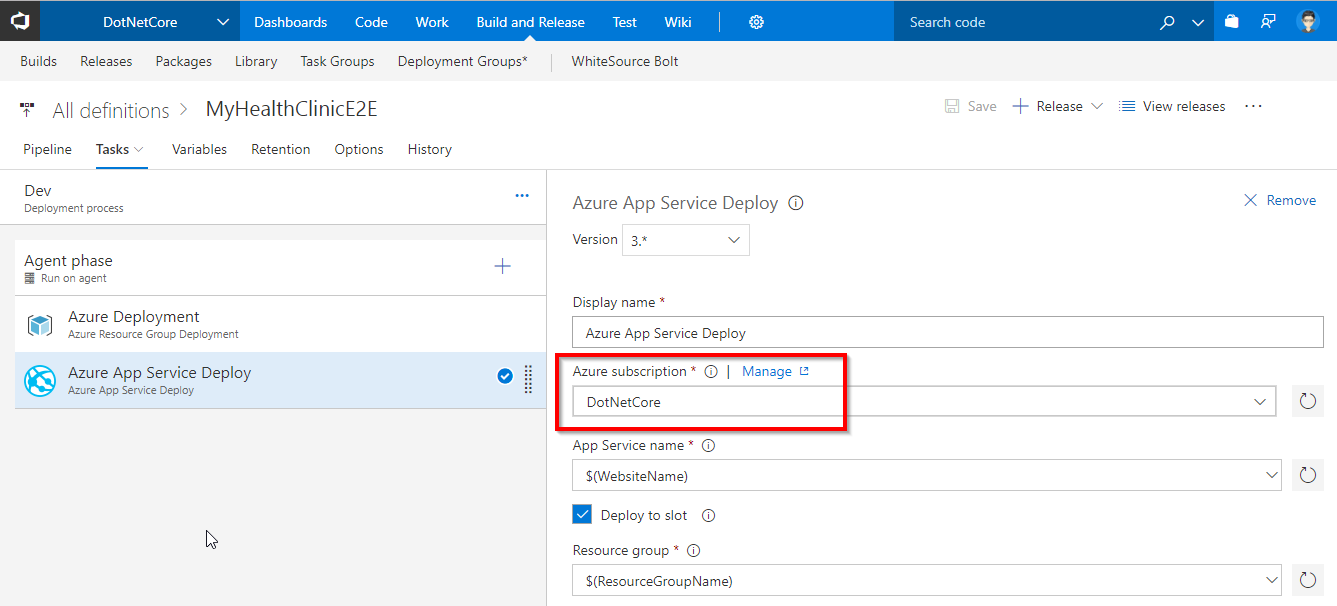 DotNetCore Dashboards Code Work Build and Release Test Wiki Search code
Builds Releases Packages Library Task Groups Deployment Groups* WhiteSource Bolt
All definitions > MyHealthClinicE2E Save Release View releases ...
Pipeline Tasks Variables Retention Options History
Dev
Deployment process
Azure App Service Deploy
Remove
Version 3.*
Agent phase
Run on agent
Azure Deployment
Azure Resource Group Deployment
Azure App Service Deploy
Azure App Service Deploy
Display name *
Azure App Service Deploy
Azure subscription * | Manage
DotNetCore
App Service name *
$(WebsiteName)
Deploy to slot
Resource group *
$(ResourceGroupName)